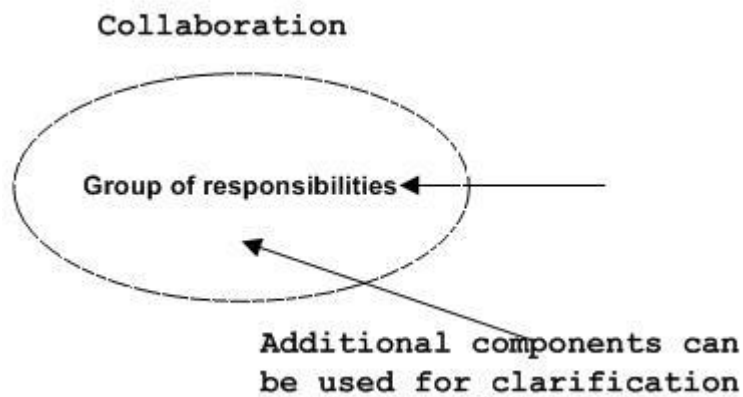 Collaboration
Group of responsibilities
Additional components can
be used for clarification